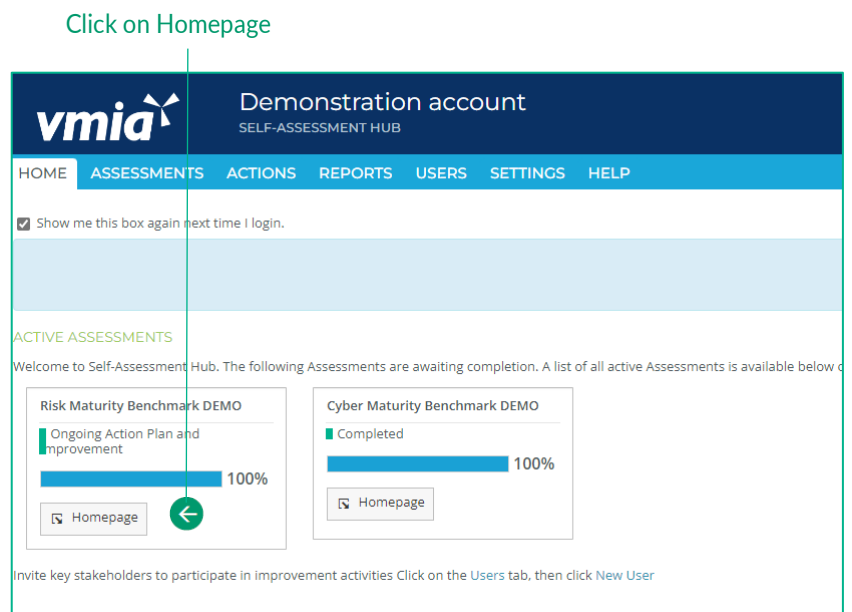 Click on Homepage
vmia
Demonstration account
SELF-ASSESSMENT HUB
HOME ASSESSMENTS ACTIONS REPORTS USERS SETTINGS HELP
Show me this box again next time I login.
ACTIVE ASSESSMENTS
Welcome to Self-Assessment Hub. The following Assessments are awaiting completion. A list of all active Assessments is available below
Risk Maturity Benchmark DEMO
Ongoing Action Plan and
mprovement
100%
Homepage
Cyber Maturity Benchmark DEMO
Completed
100%
Homepage
Invite key stakeholders to participate in improvement activities Click on the Users tab, then click New User